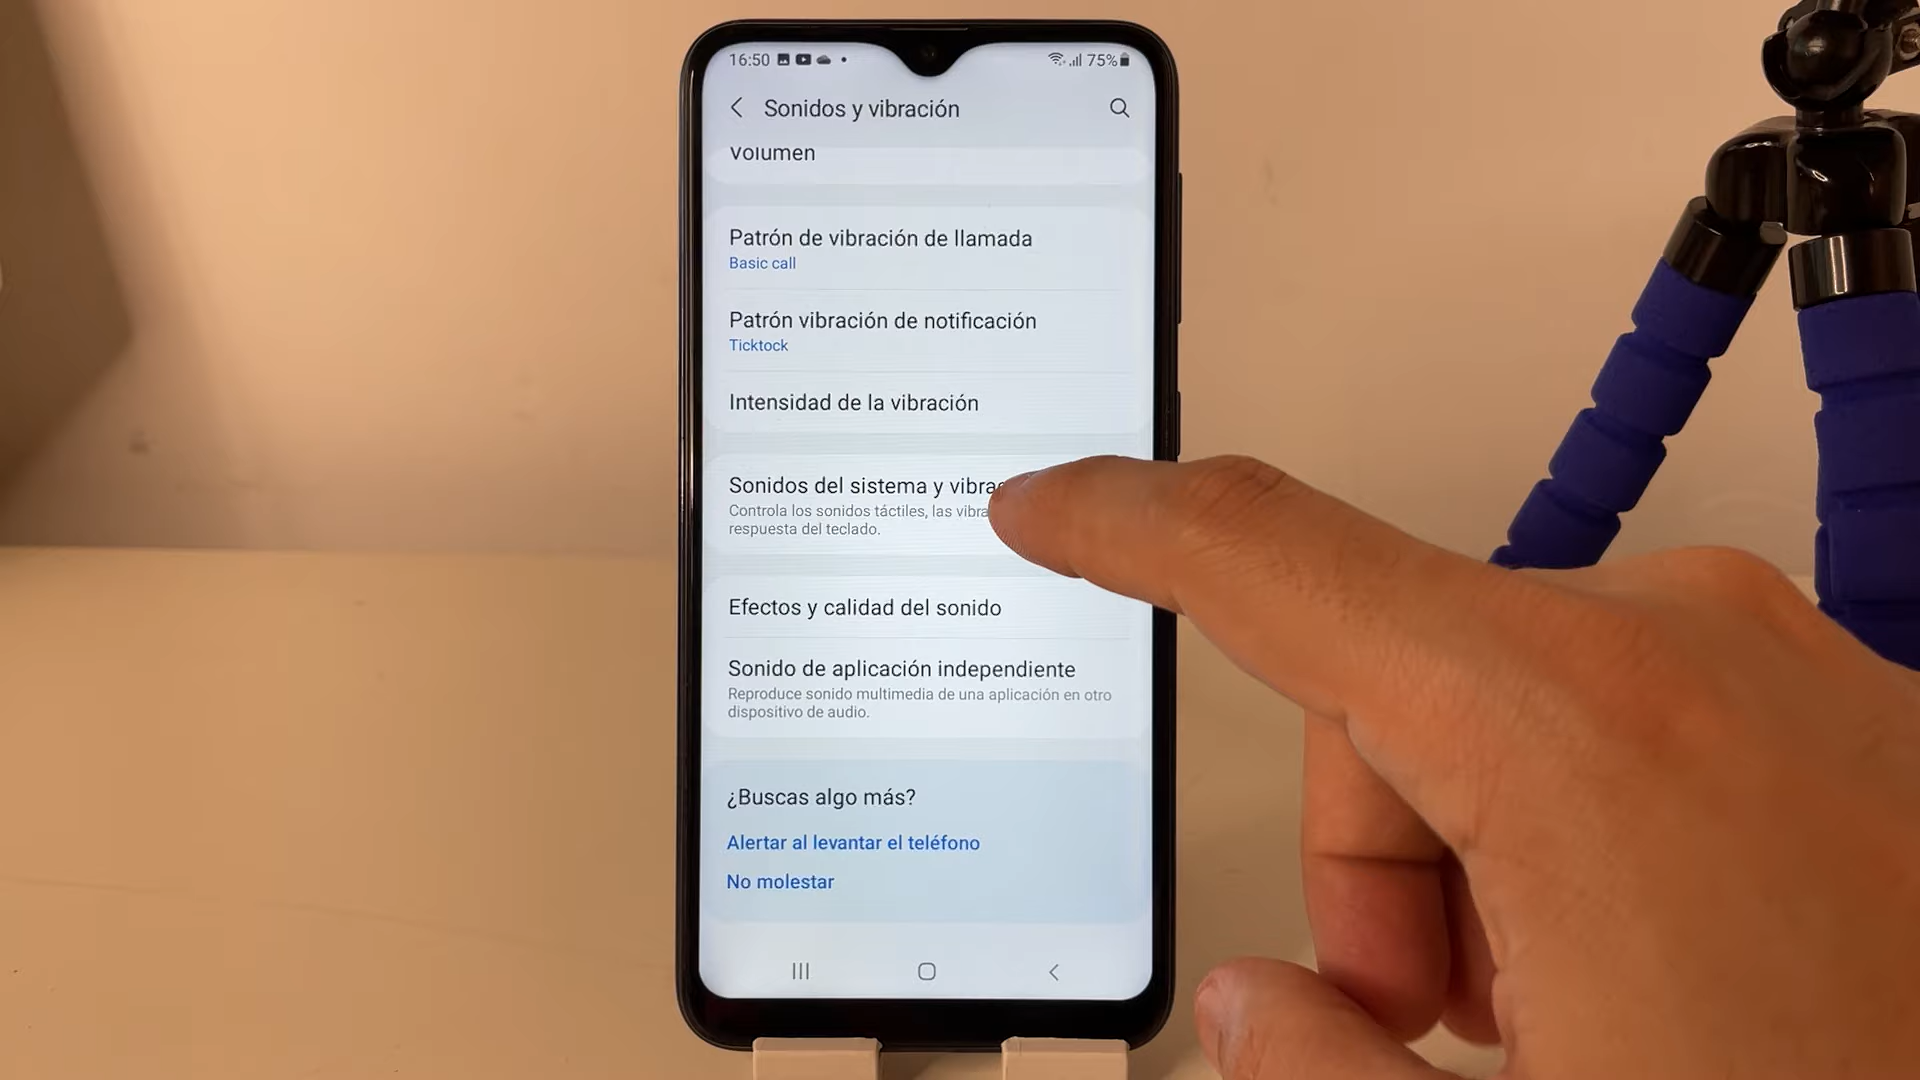 16:50
75%
Sonidos y vibración
Volumen
Patrón de vibración de llamada
Basic call
Patrón vibración de notificación
Ticktock
Intensidad de la vibración
Sonidos del sistema y
Controla los sonidos táctiles, las
respuesta del teclado.
Efectos y calidad del sonido
Sonido de aplicación independiente
Reproduce sonido multimedia de una aplicación en otro
dispositivo de audio.
¿Buscas algo más?
Alertar al levantar el teléfono
No molestar